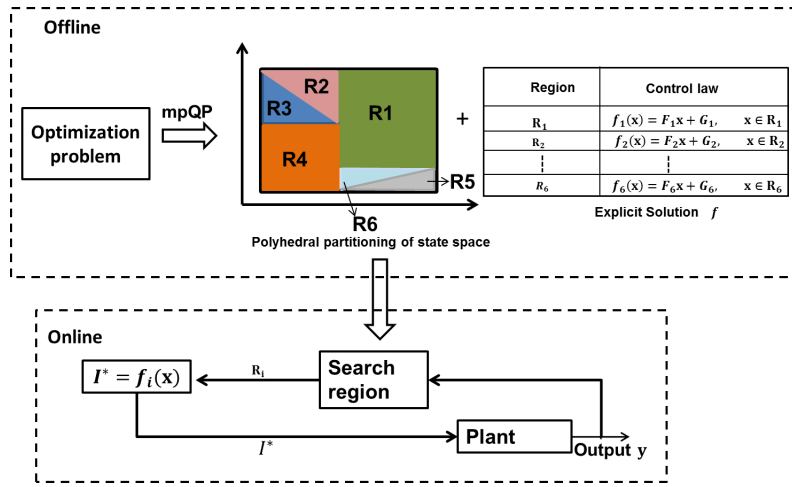 Offline
Optimization
problem
mpQP
R2
R3
R1
R4
R5
R6
Polyhedral partitioning of state space
+
Region Control law
R₁ f₁(x) = F₁x + G₁, x ∈ R₁
R₂ f₂(x) = F₂x + G₂, x ∈ R₂
R₆ f₆(x) = F₆x + G₆, x ∈ R₆
Explicit Solution f
Online
I* = fᵢ(x)
Rᵢ
Search
region
I*
Plant
Output y